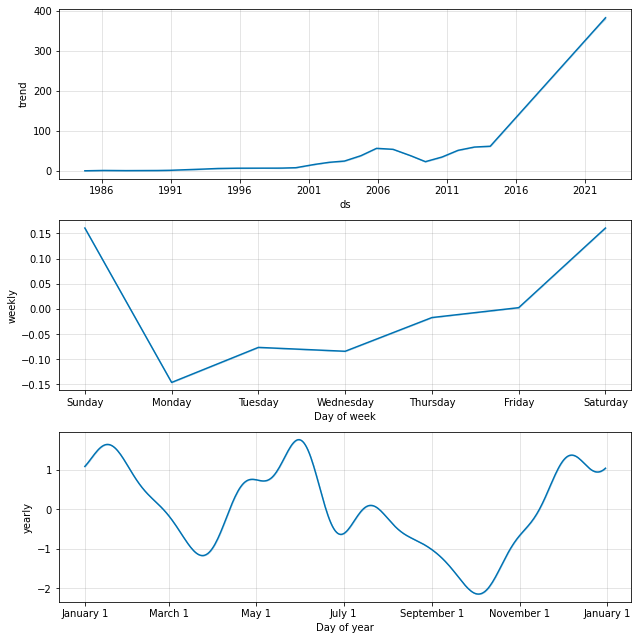 400
300
200
100
0
trend
1986 1991 1996 2001 2006 2011 2016 2021
ds
0.15
0.10
0.05
0.00
−0.05
−0.10
−0.15
weekly
Sunday Monday Tuesday Wednesday Thursday Friday Saturday
Day of week
1
0
−1
−2
yearly
January 1 March 1 May 1 July 1 September 1 November 1 January 1
Day of year